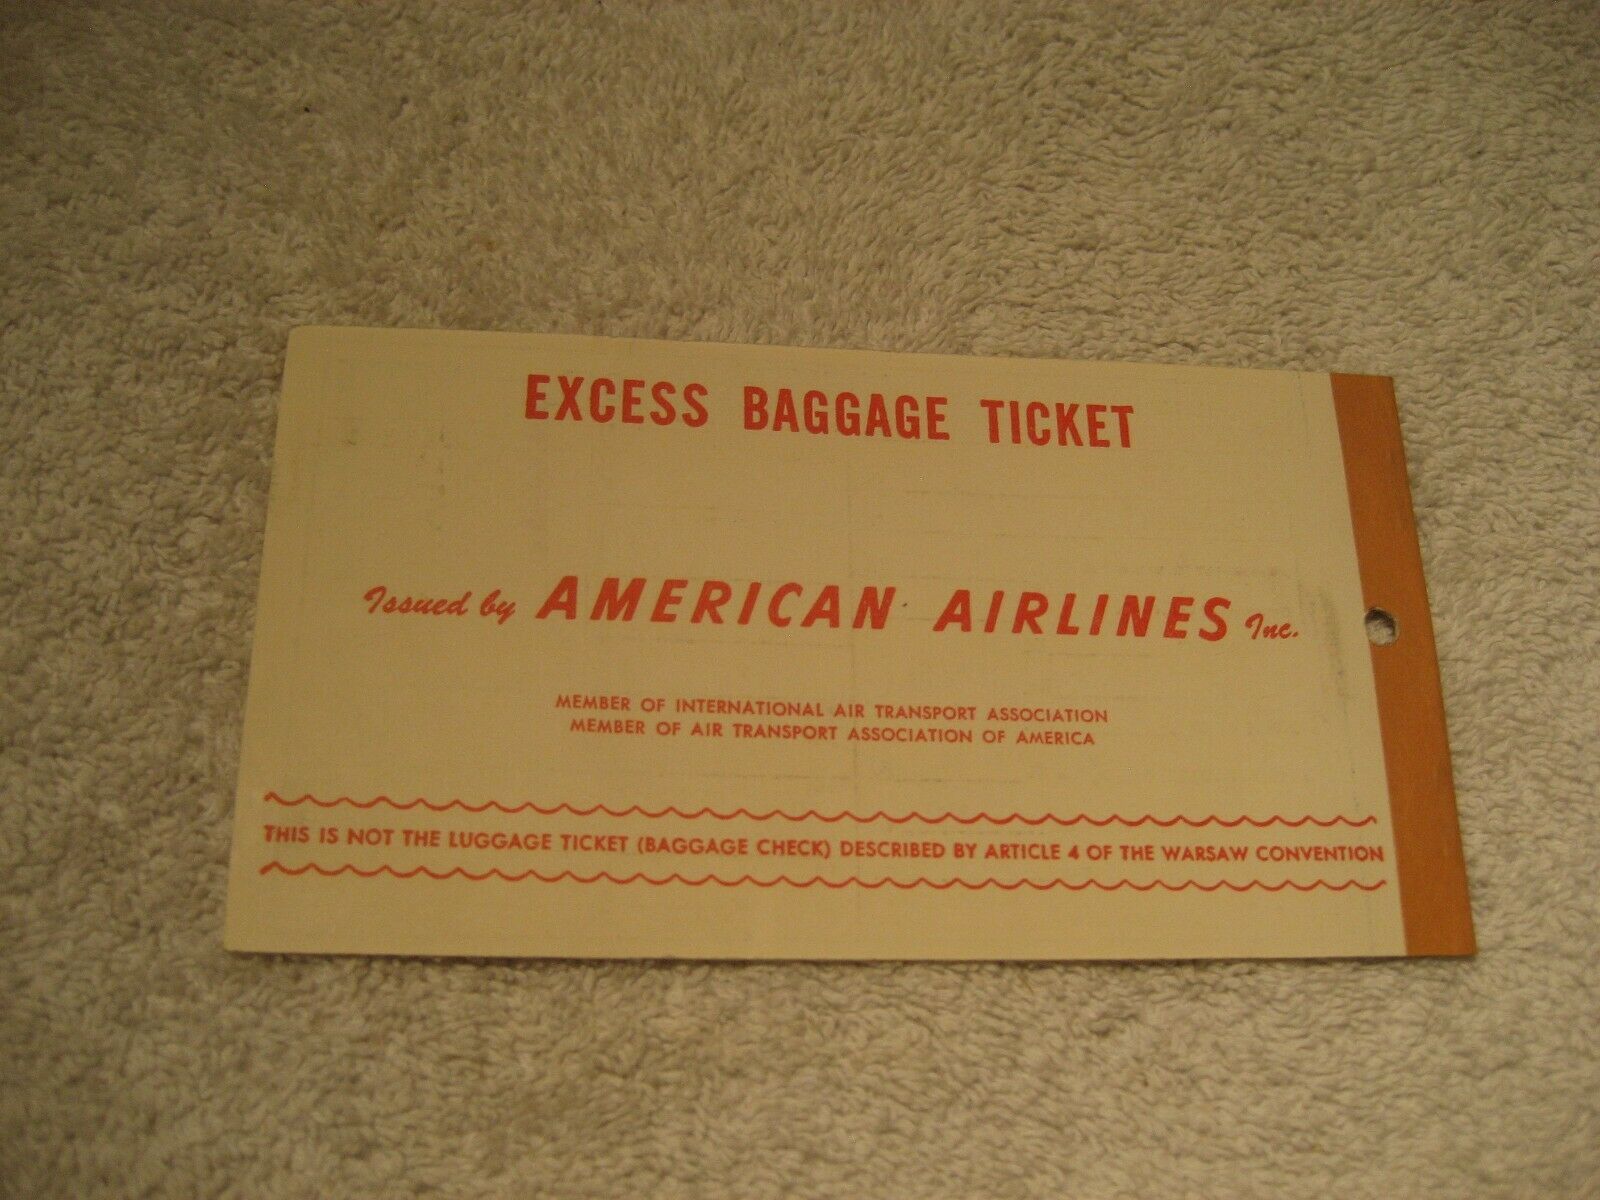 EXCESS BAGGAGE TICKET
Issued by AMERICAN AIRLINES Inc.
MEMBER OF INTERNATIONAL AIR TRANSPORT ASSOCIATION
MEMBER OF AIR TRANSPORT ASSOCIATION OF AMERICA
THIS IS NOT THE LUGGAGE TICKET (BAGGAGE CHECK) DESCRIBED BY ARTICLE 4 OF THE WARSAW CONVENTION